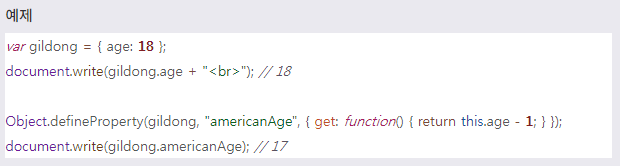 예제
var gildong = { age: 18 };
document.write(gildong.age + "<br>"); // 18
Object.defineProperty(gildong, "americanAge", { get: function() { return this.age - 1; } });
document.write(gildong.americanAge); // 17